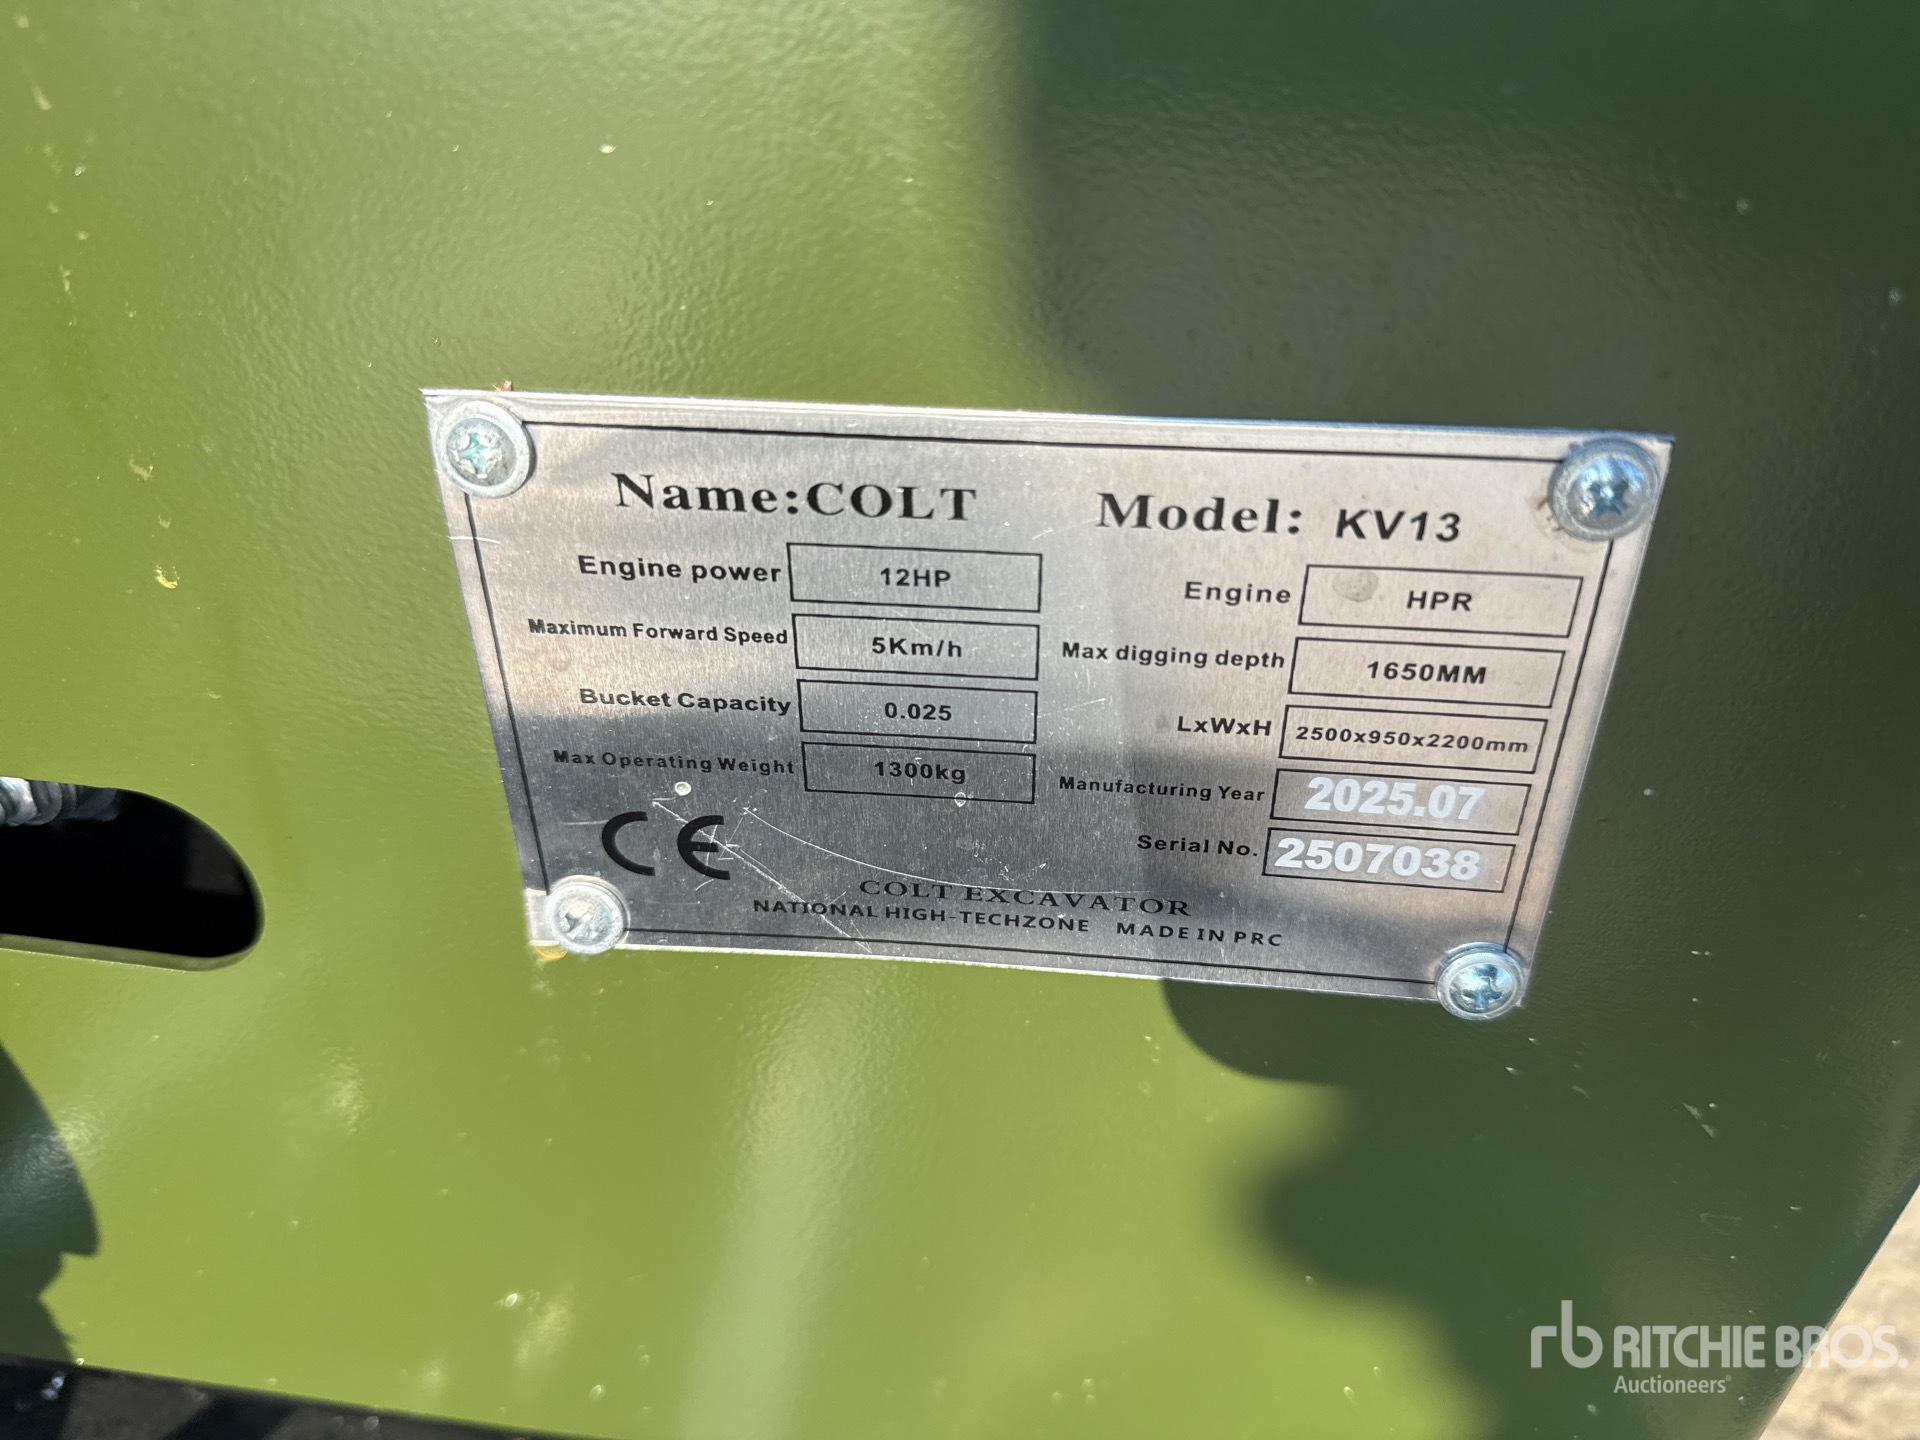 Name:COLT Model: KV13
Engine power 12HP Engine HPR
Maximum Forward Speed 5Km/h Max digging depth 1650MM
Bucket Capacity 0.025 LxWxH 2500x950x2200mm
Max Operating Weight 1300kg Manufacturing Year 2025.07
CE Serial No. 2507038
COLT EXCAVATOR
NATIONAL HIGH-TECHZONE MADE IN PRC
rb RITCHIE BROS.
Auctioneers